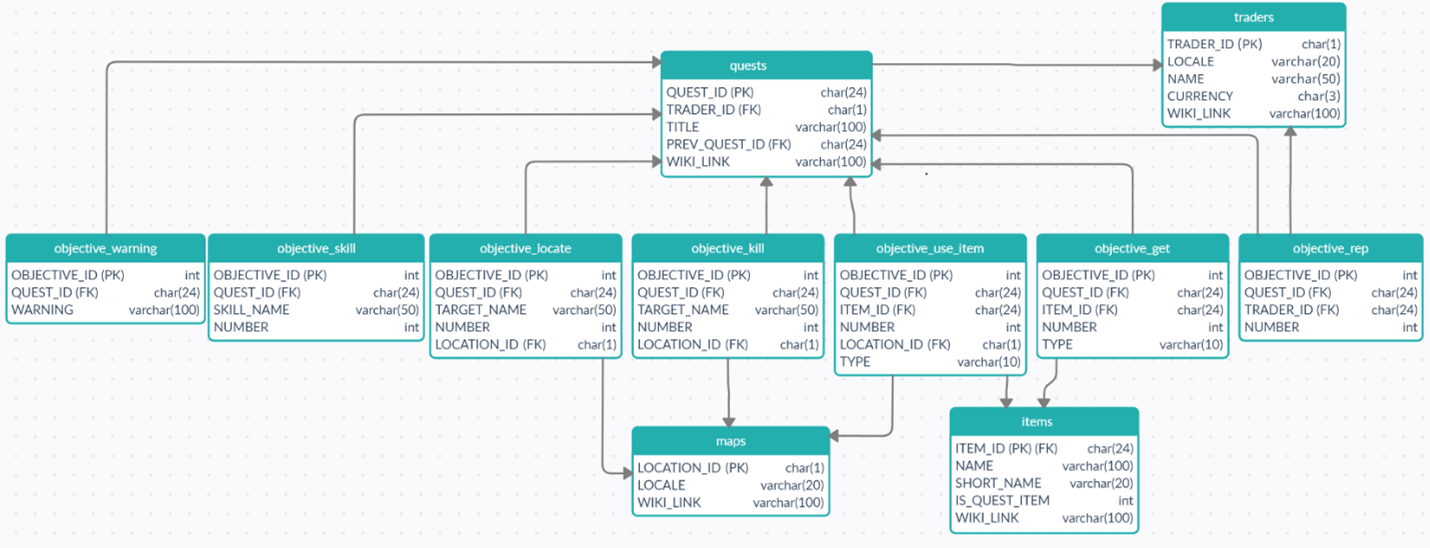 traders
TRADER_ID (PK) char(1)
LOCALE varchar(20)
NAME varchar(50)
CURRENCY char(3)
WIKI_LINK varchar(100)
quests
QUEST_ID (PK) char(24)
TRADER_ID (FK) char(1)
TITLE varchar(100)
PREV_QUEST_ID (FK) char(24)
WIKI_LINK varchar(100)
objective_warning
OBJECTIVE_ID (PK) int
QUEST_ID (FK) char(24)
WARNING varchar(100)
objective_skill
OBJECTIVE_ID (PK) int
QUEST_ID (FK) char(24)
SKILL_NAME varchar(50)
NUMBER int
objective_locate
OBJECTIVE_ID (PK) int
QUEST_ID (FK) char(24)
TARGET_NAME varchar(50)
NUMBER int
LOCATION_ID (FK) char(1)
objective_kill
OBJECTIVE_ID (PK) int
QUEST_ID (FK) char(24)
TARGET_NAME varchar(50)
NUMBER int
LOCATION_ID (FK) char(1)
objective_use_item
OBJECTIVE_ID (PK) int
QUEST_ID (FK) char(24)
ITEM_ID (FK) char(24)
NUMBER int
LOCATION_ID (FK) char(1)
TYPE varchar(10)
objective_get
OBJECTIVE_ID (PK) int
QUEST_ID (FK) char(24)
ITEM_ID (FK) char(24)
NUMBER int
TYPE varchar(10)
objective_rep
OBJECTIVE_ID (PK) int
QUEST_ID (FK) char(24)
TRADER_ID (FK) char(24)
NUMBER int
maps
LOCATION_ID (PK) char(1)
LOCALE varchar(20)
WIKI_LINK varchar(100)
items
ITEM_ID (PK) (FK) char(24)
NAME varchar(100)
SHORT_NAME varchar(20)
IS_QUEST_ITEM int
WIKI_LINK varchar(100)